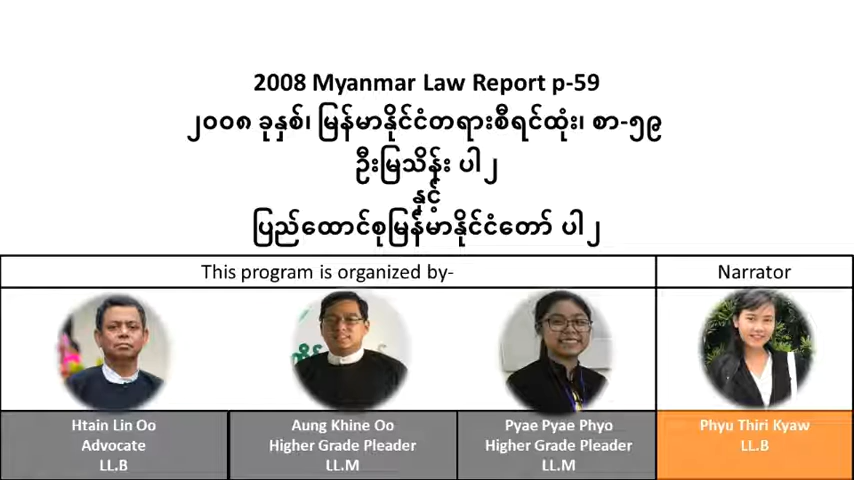 2008 Myanmar Law Report p-59
၂၀၀၈ ခုနှစ်၊ မြန်မာနိုင်ငံတရားစီရင်ထုံး၊ စာ-၅၉
ဦးမြသိန်း ပါ၂
နှင့်
ပြည်ထောင်စုမြန်မာနိုင်ငံတော် ပါ၂
This program is organized by-
Narrator
Htain Lin Oo
Advocate
LL.B
Aung Khine Oo
Higher Grade Pleader
LL.M
Pyae Pyae Phyo
Higher Grade Pleader
LL.M
Phyu Thiri Kyaw
LL.B